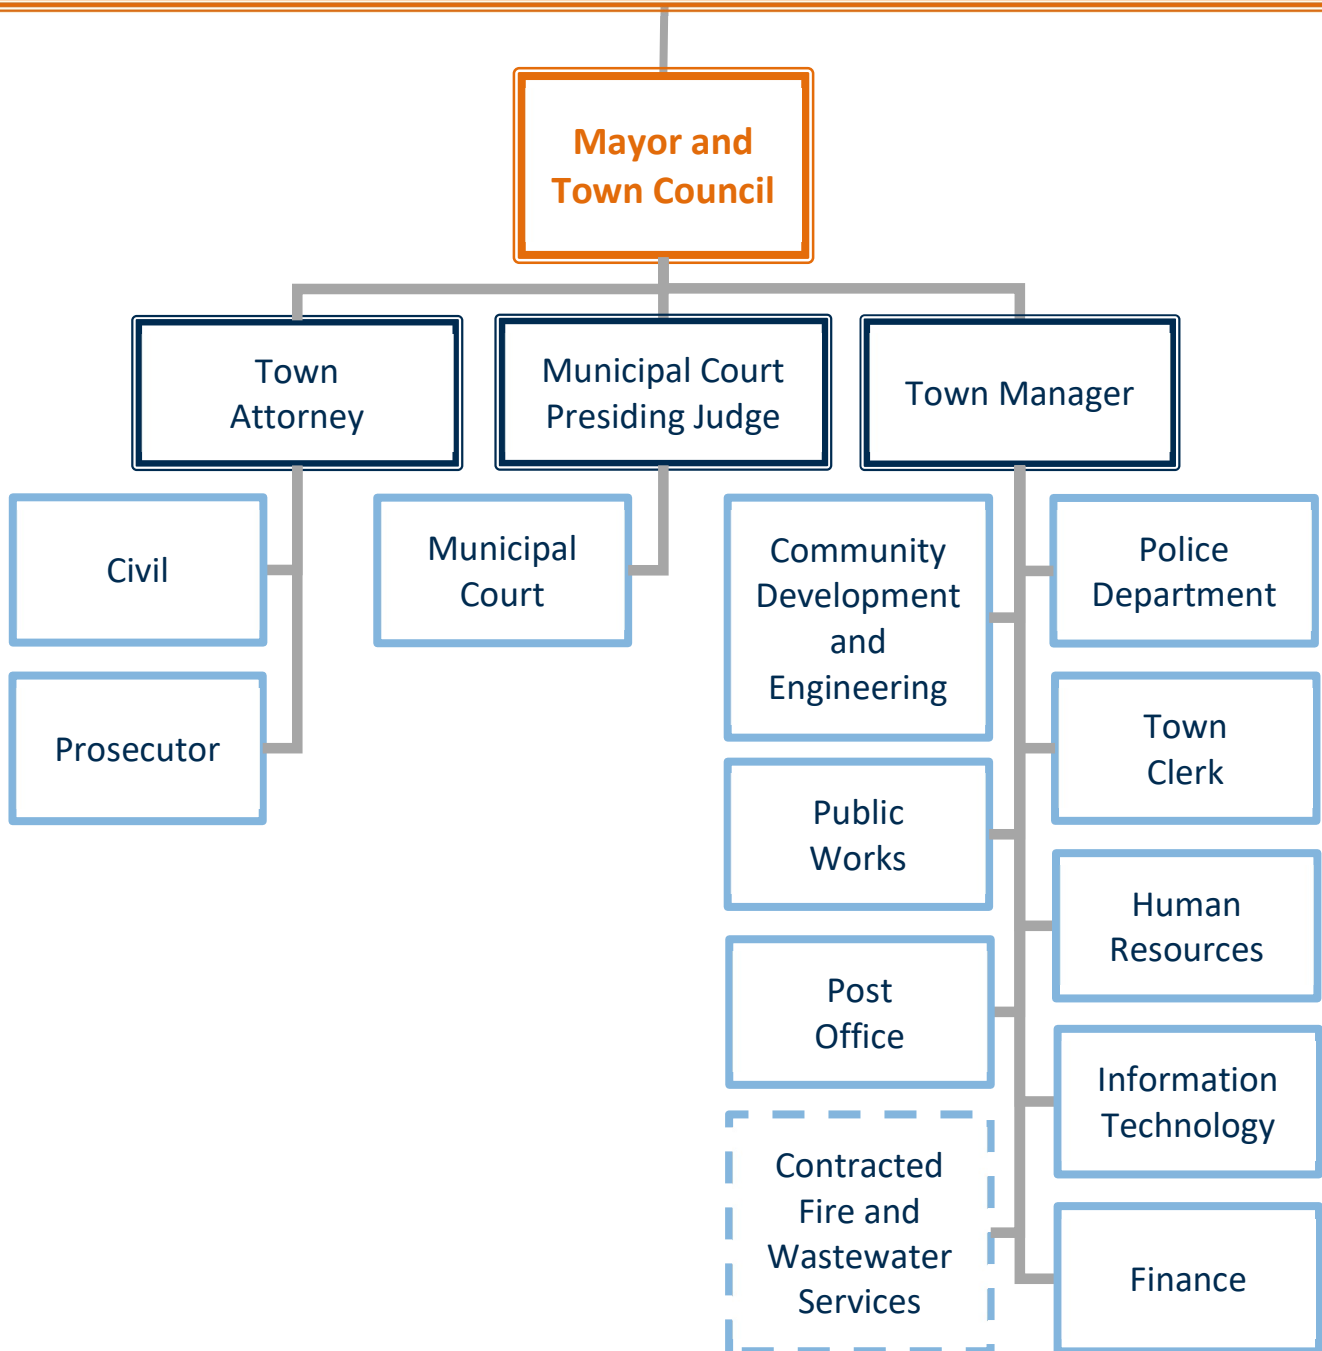 Mayor and
Town Council
Town
Attorney
Municipal Court
Presiding Judge
Town Manager
Civil
Prosecutor
Municipal
Court
Community
Development
and
Engineering
Public
Works
Post
Office
Contracted
Fire and
Wastewater
Services
Police
Department
Town
Clerk
Human
Resources
Information
Technology
Finance